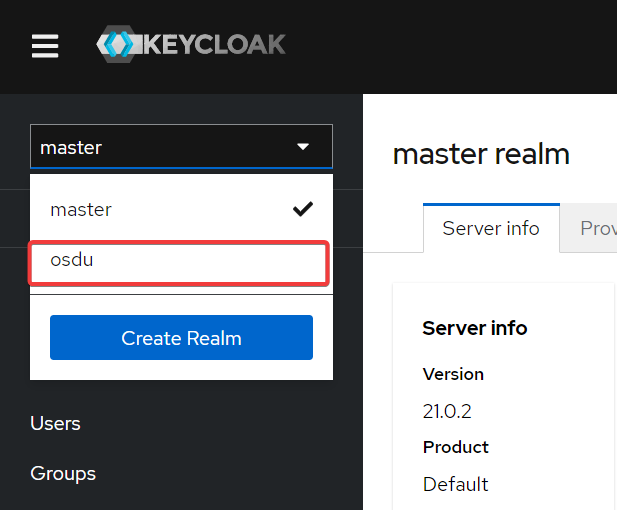 KEYCLOAK
master
master
osdu
Create Realm
Users
Groups
master realm
Server info
Prov
Server info
Version
21.0.2
Product
Default